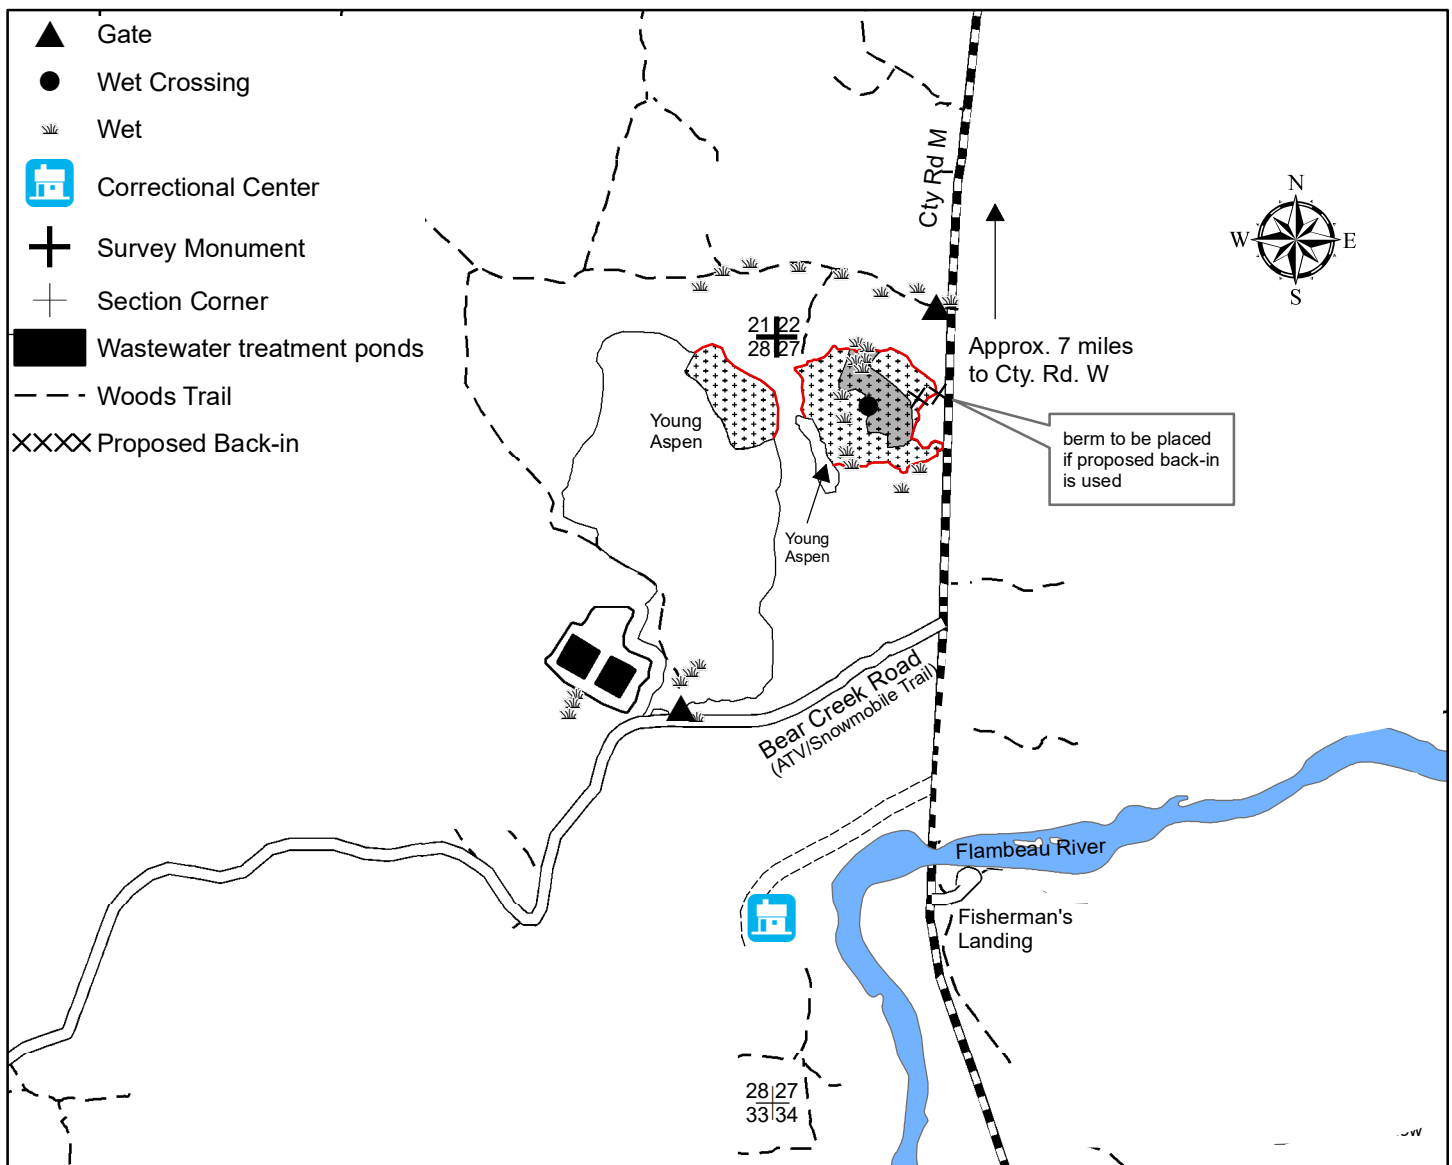 Gate
Wet Crossing
Wet
Correctional Center
Survey Monument
Section Corner
Wastewater treatment ponds
Woods Trail
Proposed Back-in
Cty Rd M
N
W E
S
Approx. 7 miles
to Cty. Rd. W
21 22
28 27
Young
Aspen
berm to be placed
if proposed back-in
is used
Young
Aspen
Bear Creek Road
(ATV/Snowmobile Trail)
Flambeau River
Fisherman's
Landing
28 27
33 34